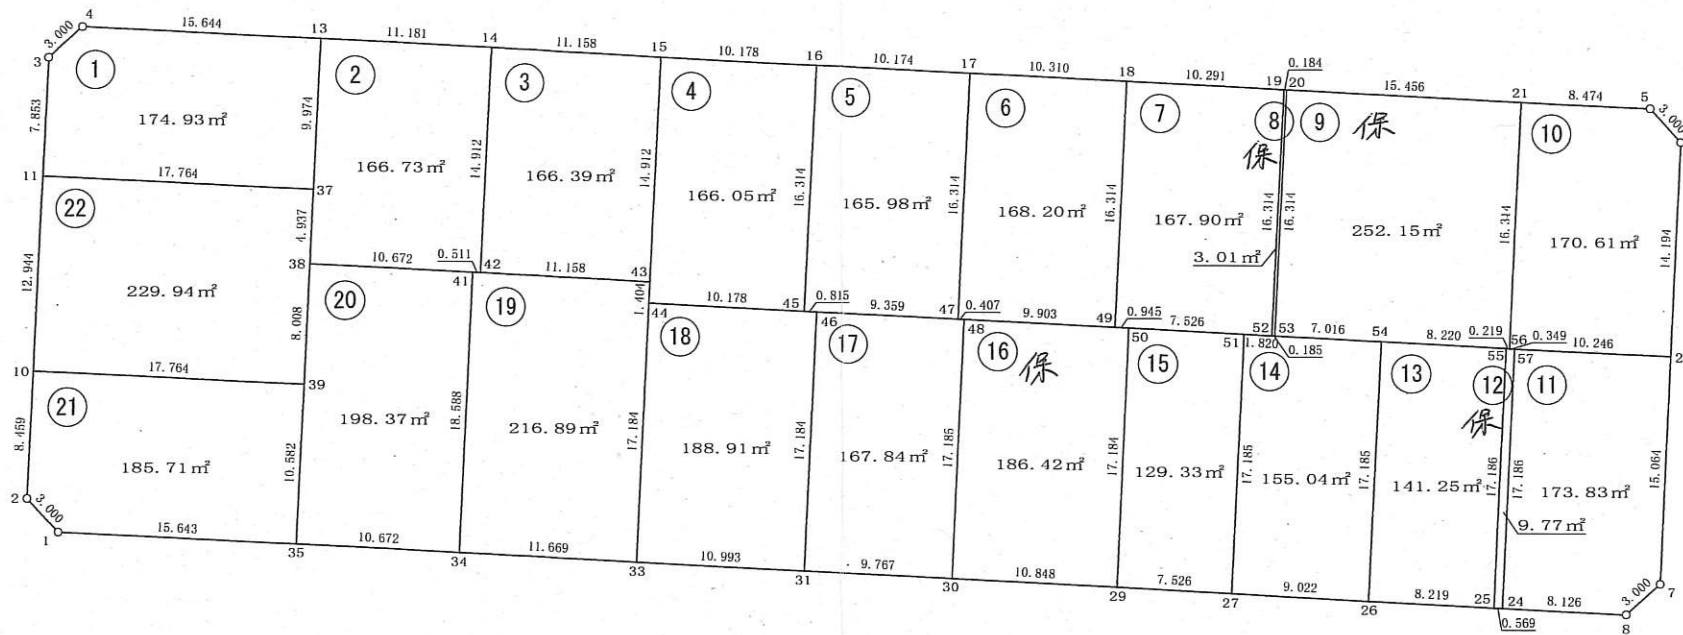 4 15.644 13 11.181 14 11.158 15 10.178 16 10.174 17 10.310 18 10.291 19 20 0.184 15.456 21 8.474 5
3.000 3.000
3 ① ② ③ ④ ⑤ ⑥ ⑦ ⑧ ⑨ 保 ⑩
保
7.853 9.974 14.912 14.912 16.314 16.314 16.314 16.314 16.314 16.314 14.194
174.93㎡ 166.73㎡ 166.39㎡ 166.05㎡ 165.98㎡ 168.20㎡ 167.90㎡ 252.15㎡ 170.61㎡
3.01㎡
11 17.764 37
㉒ 4.937
12.944 229.94㎡
38 10.672 0.511 42 11.158 43
41 1.404
44 10.178 45 0.815 9.359 47 0.407 9.903 49 0.945 7.526 52 53 7.016 54 8.220 0.219 56 0.349 10.246 2
46 48 50 51 1.820 0.185 55 57
⑳ ⑲ ⑱ ⑰ ⑯ 保 ⑮ ⑭ ⑬ ⑫ 保 ⑪
8.008
10 17.764 39
㉑
8.459 10.582 18.588 17.184 17.184 17.185 17.184 17.185 17.185 17.186 17.186 15.064
185.71㎡ 198.37㎡ 216.89㎡ 188.91㎡ 167.84㎡ 186.42㎡ 129.33㎡ 155.04㎡ 141.25㎡ 173.83㎡
9.77㎡
2 3.000 3.000 7
1 15.643 35 10.672 34 11.669 33 10.993 31 9.767 30 10.848 29 7.526 27 9.022 26 8.219 25 24 8.126 8
0.569